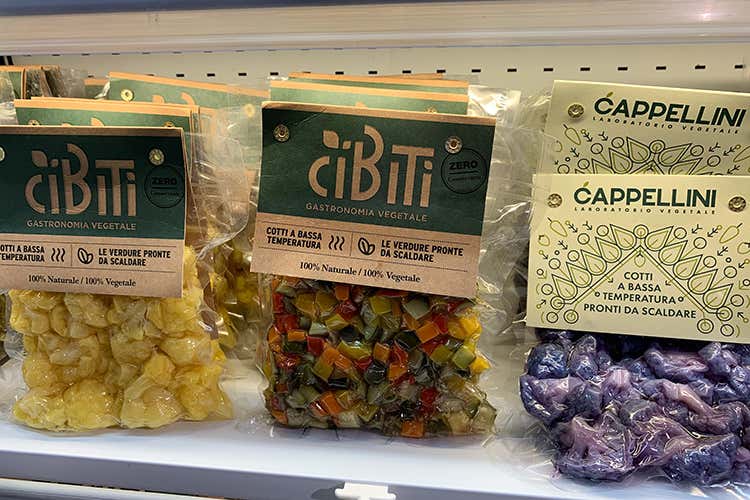 CiBiTi
GASTRONOMIA VEGETALE
ZERO
COTTI A BASSA
TEMPERATURA
LE VERDURE PRONTE
DA SCALDARE
100% Naturale / 100% Vegetale
CiBiTi
GASTRONOMIA VEGETALE
ZERO
COTTI A BASSA
TEMPERATURA
LE VERDURE PRONTE
DA SCALDARE
100% Naturale / 100% Vegetale
CAPPELLINI
LABORATORIO VEGETALE
CAPPELLINI
LABORATORIO VEGETALE
COTTI
A BASSA
TEMPERATURA
PRONTI DA SCALDARE